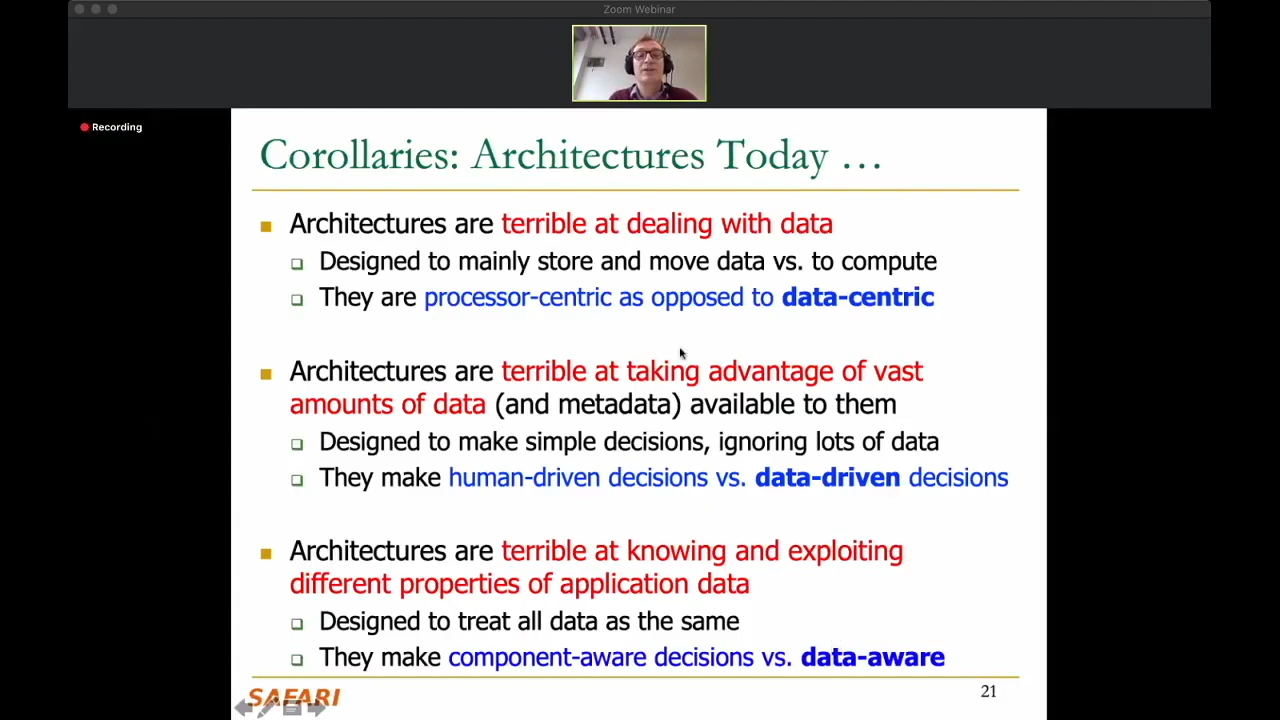 Zoom Webinar
Recording
Corollaries: Architectures Today …
Architectures are terrible at dealing with data
Designed to mainly store and move data vs. to compute
They are processor-centric as opposed to data-centric
Architectures are terrible at taking advantage of vast
amounts of data (and metadata) available to them
Designed to make simple decisions, ignoring lots of data
They make human-driven decisions vs. data-driven decisions
Architectures are terrible at knowing and exploiting
different properties of application data
Designed to treat all data as the same
They make component-aware decisions vs. data-aware
SAFARI
21